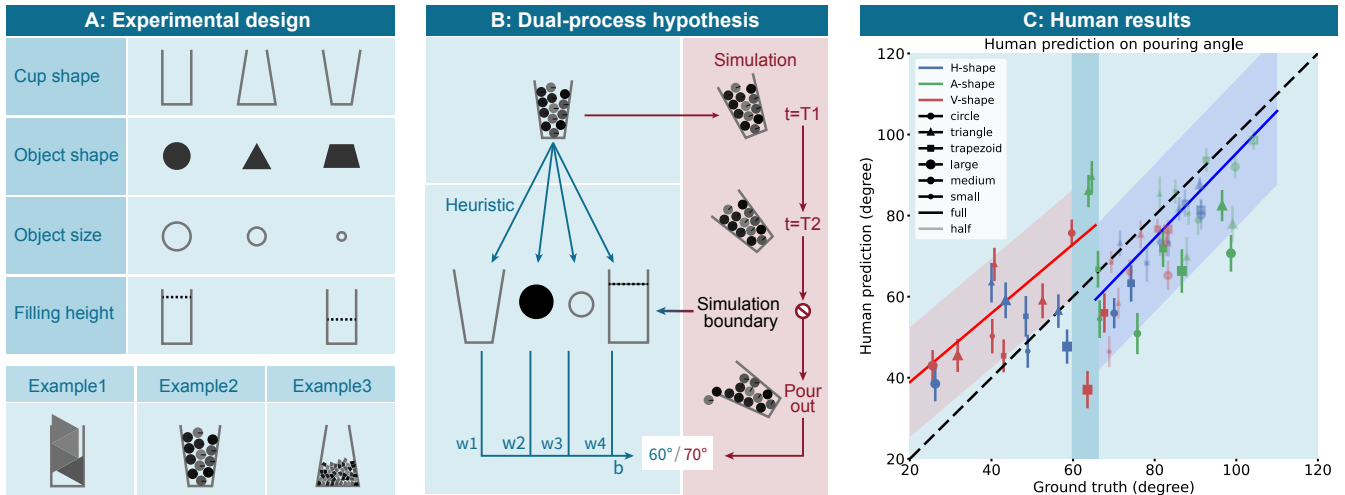 A: Experimental design
Cup shape
Object shape
Object size
Filling height
Example1
Example2
Example3
B: Dual-process hypothesis
Simulation
t=T1
Heuristic
t=T2
Simulation
boundary
Pour
out
w1
w2
w3
w4
b
60°/70°
C: Human results
Human prediction on pouring angle
120
100
80
60
40
20
Human prediction (degree)
H-shape
A-shape
V-shape
circle
triangle
trapezoid
large
medium
small
full
half
20
40
60
80
100
120
Ground truth (degree)